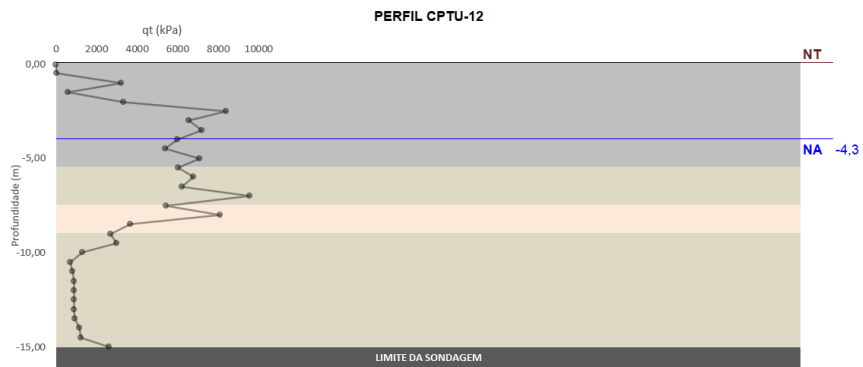 PERFIL CPTU-12
qt (kPa)
0 2000 4000 6000 8000 10000
NT
0,00
NA -4,3
-5,00
Profundidade (m)
-10,00
-15,00
LIMITE DA SONDAGEM